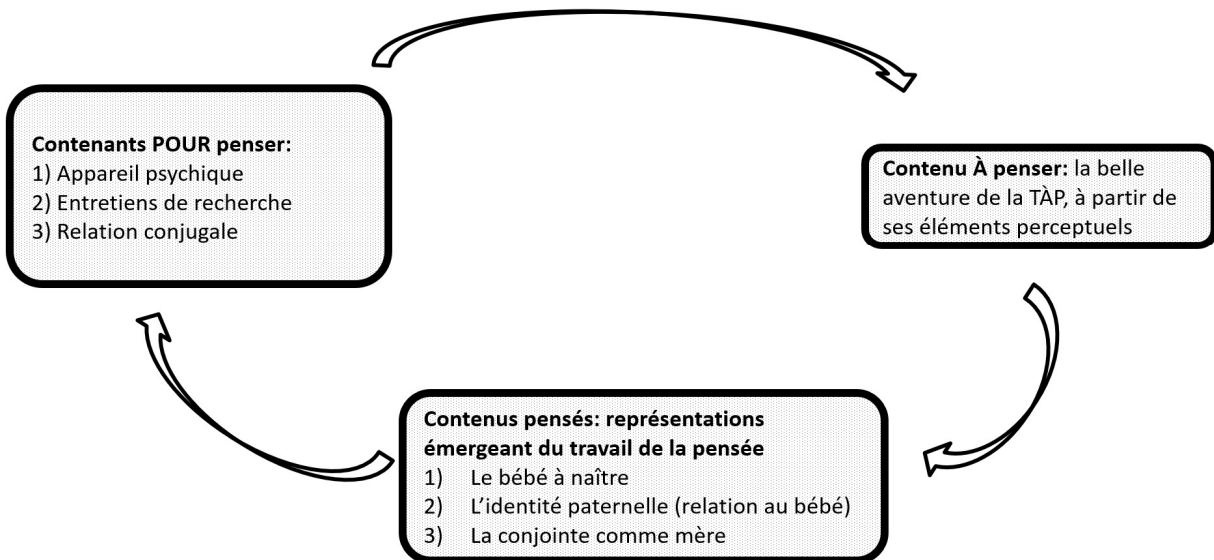 Contenants POUR penser:
1) Appareil psychique
2) Entretiens de recherche
3) Relation conjugale
Contenu À penser: la belle
aventure de la TÀP, à partir de
ses éléments perceptuels
Contenus pensés: représentations
émergeant du travail de la pensée
1) Le bébé à naître
2) L’identité paternelle (relation au bébé)
3) La conjointe comme mère